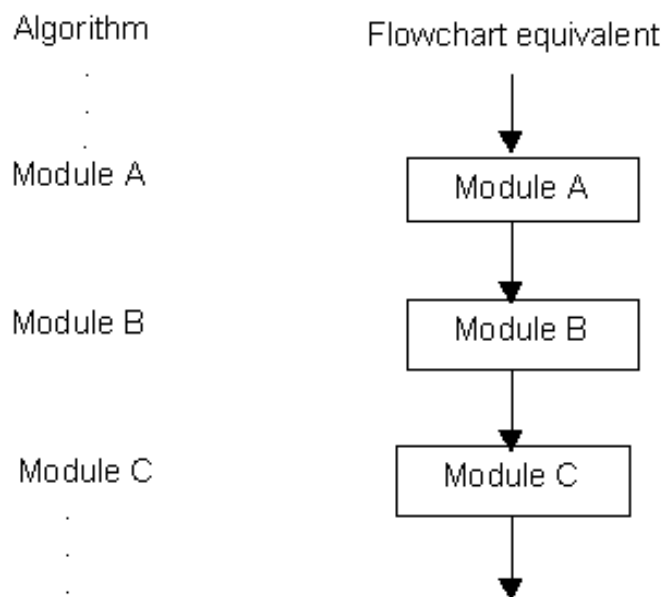 Algorithm
Flowchart equivalent
.
.
.
Module A
Module A
Module B
Module B
Module C
Module C
.
.
.